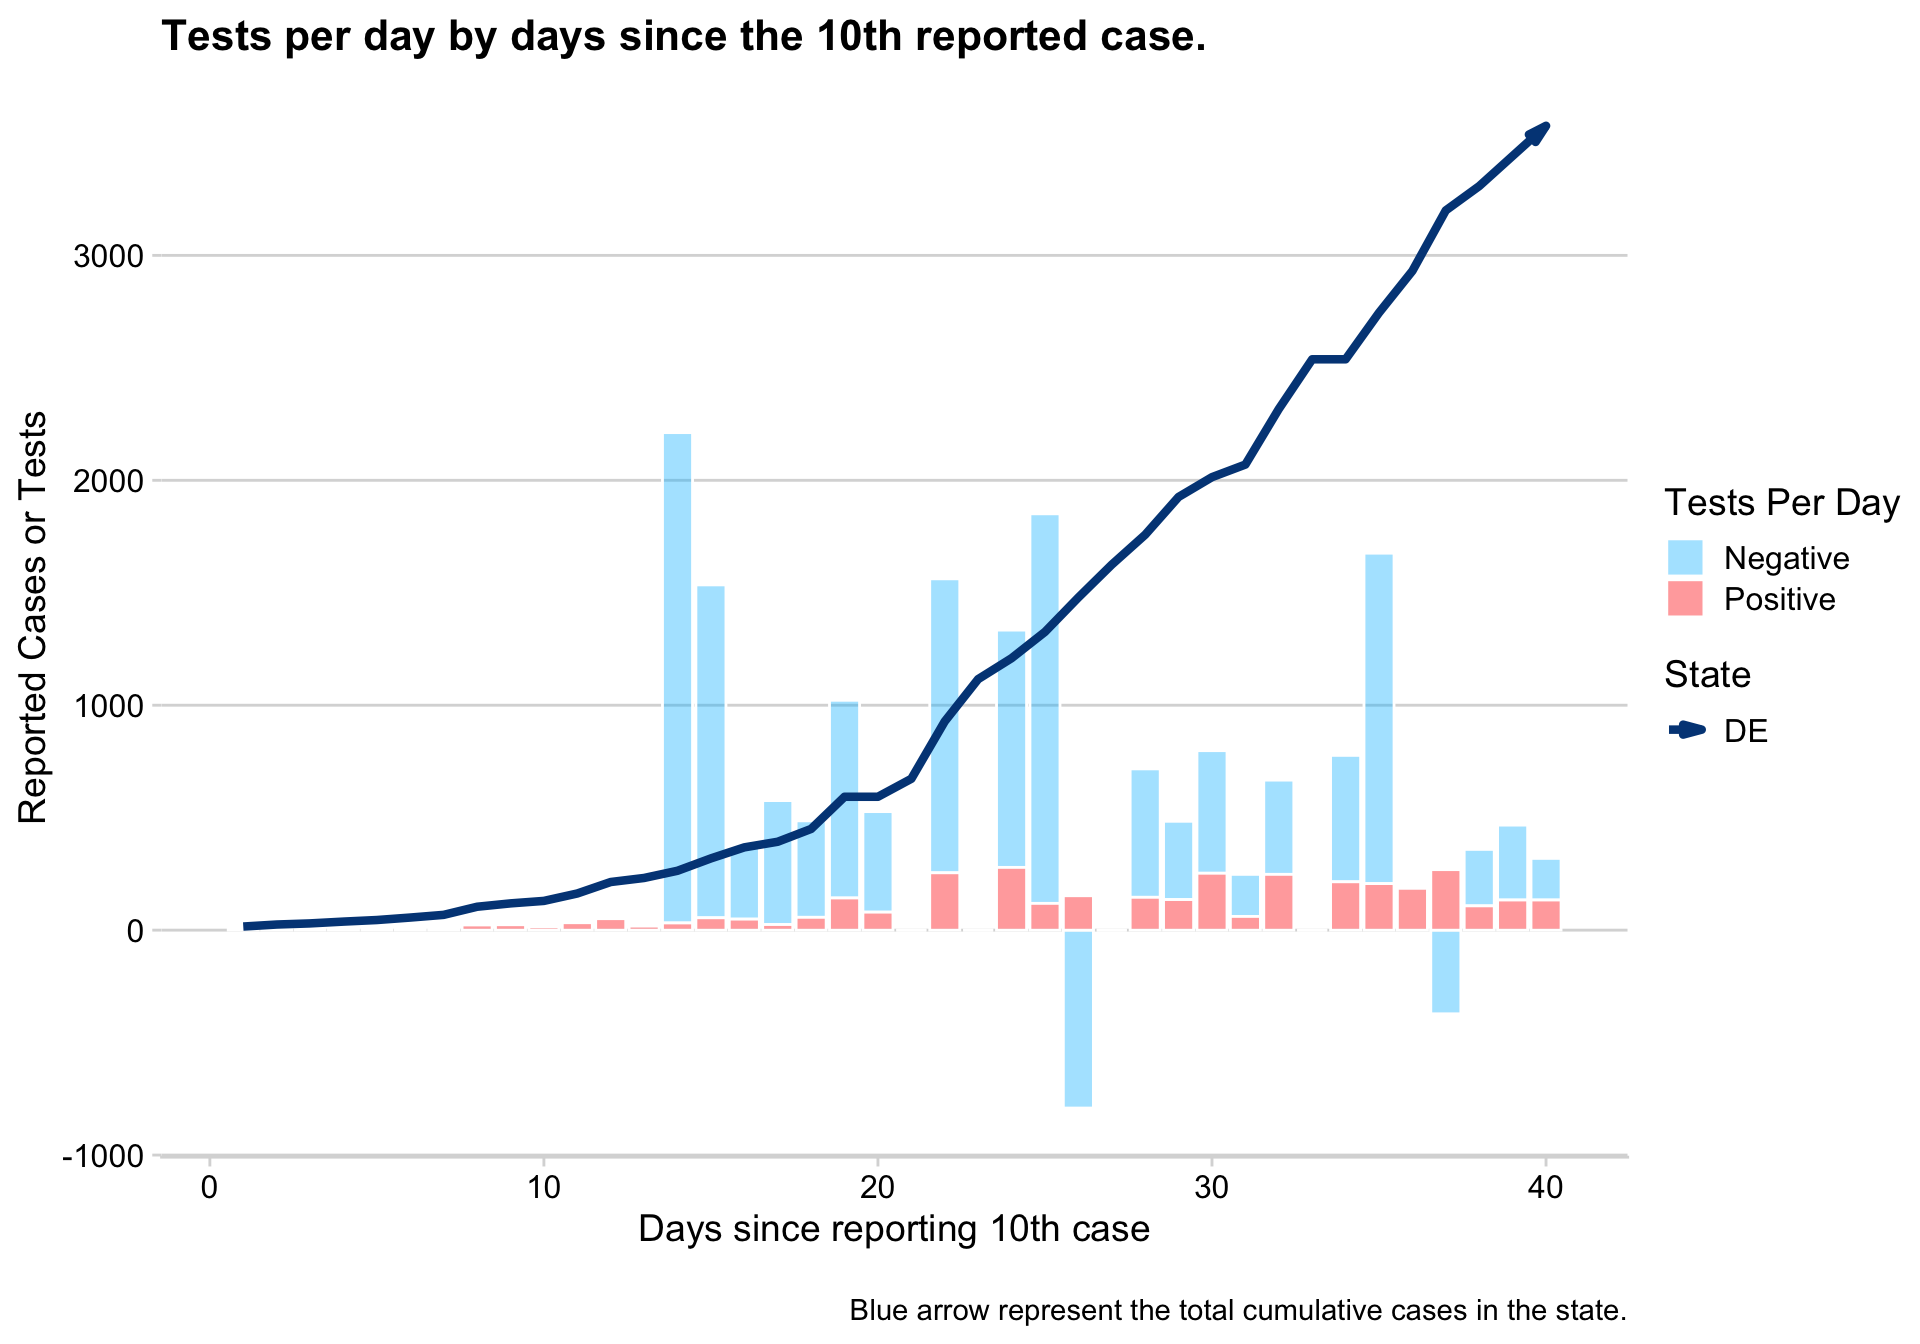 Tests per day by days since the 10th reported case.
Reported Cases or Tests
3000
2000
1000
0
-1000
0 10 20 30 40
Days since reporting 10th case
Tests Per Day
Negative
Positive
State
DE
Blue arrow represent the total cumulative cases in the state.